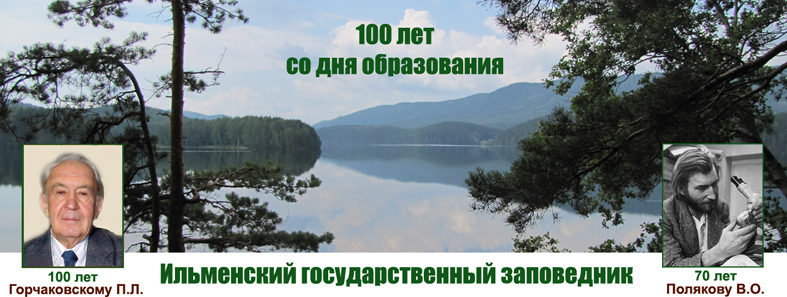 100 лет
со дня образования
100 лет
Горчаковскому П.Л.
Ильменский государственный заповедник
70 лет
Полякову В.О.